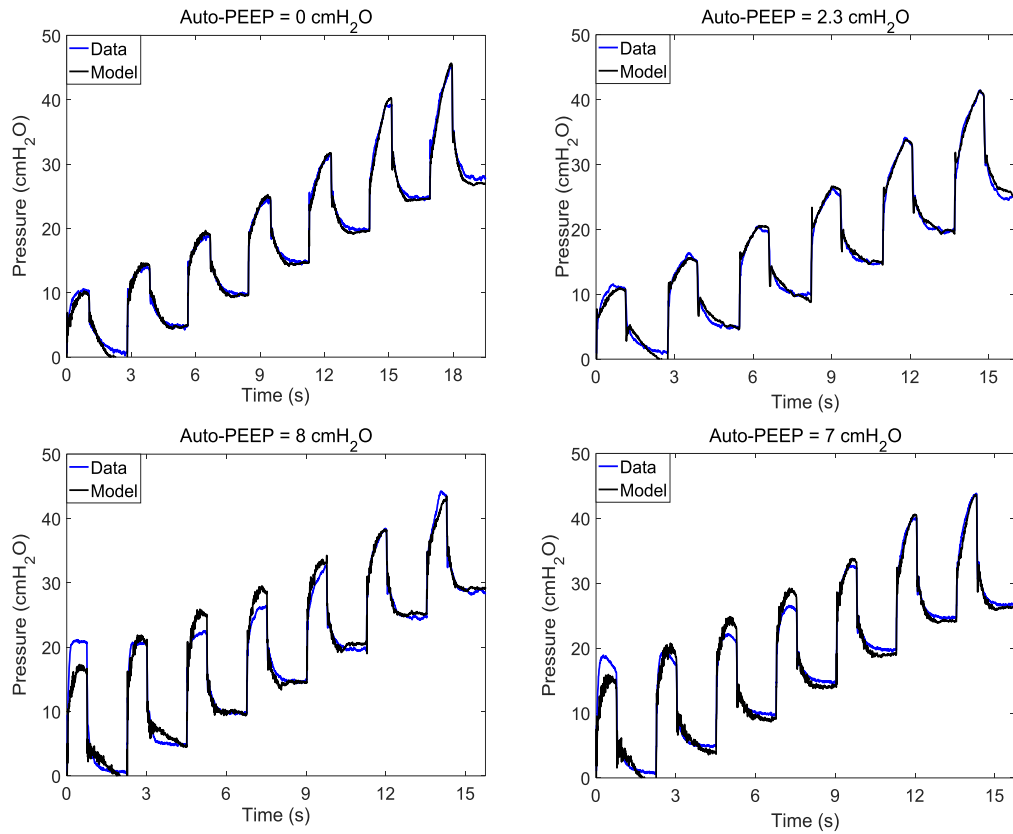 Auto-PEEP = 0 cmH2O
50
40
30
20
10
0
Data
Model
Pressure (cmH2O)
0 3 6 9 12 15 18
Time (s)
Auto-PEEP = 2.3 cmH2O
50
40
30
20
10
0
Data
Model
Pressure (cmH2O)
0 3 6 9 12 15
Time (s)
Auto-PEEP = 8 cmH2O
50
40
30
20
10
0
Data
Model
Pressure (cmH2O)
0 3 6 9 12 15
Time (s)
Auto-PEEP = 7 cmH2O
50
40
30
20
10
0
Data
Model
Pressure (cmH2O)
0 3 6 9 12 15
Time (s)